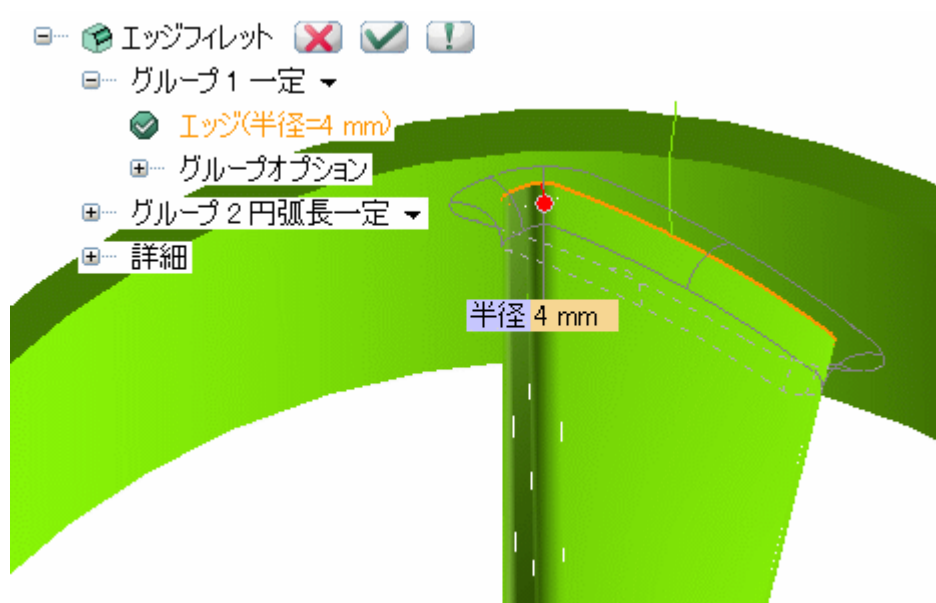 エッジフィレット
グループ1 一定
エッジ(半径=4 mm)
グループオプション
グループ2 円弧長一定
詳細
半径 4 mm